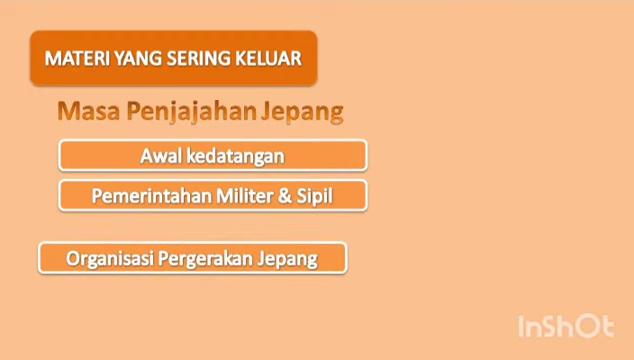 MATERI YANG SERING KELUAR
Masa Penjajahan Jepang
Awal kedatangan
Pemerintahan Militer & Sipil
Organisasi Pergerakan Jepang
InShOt